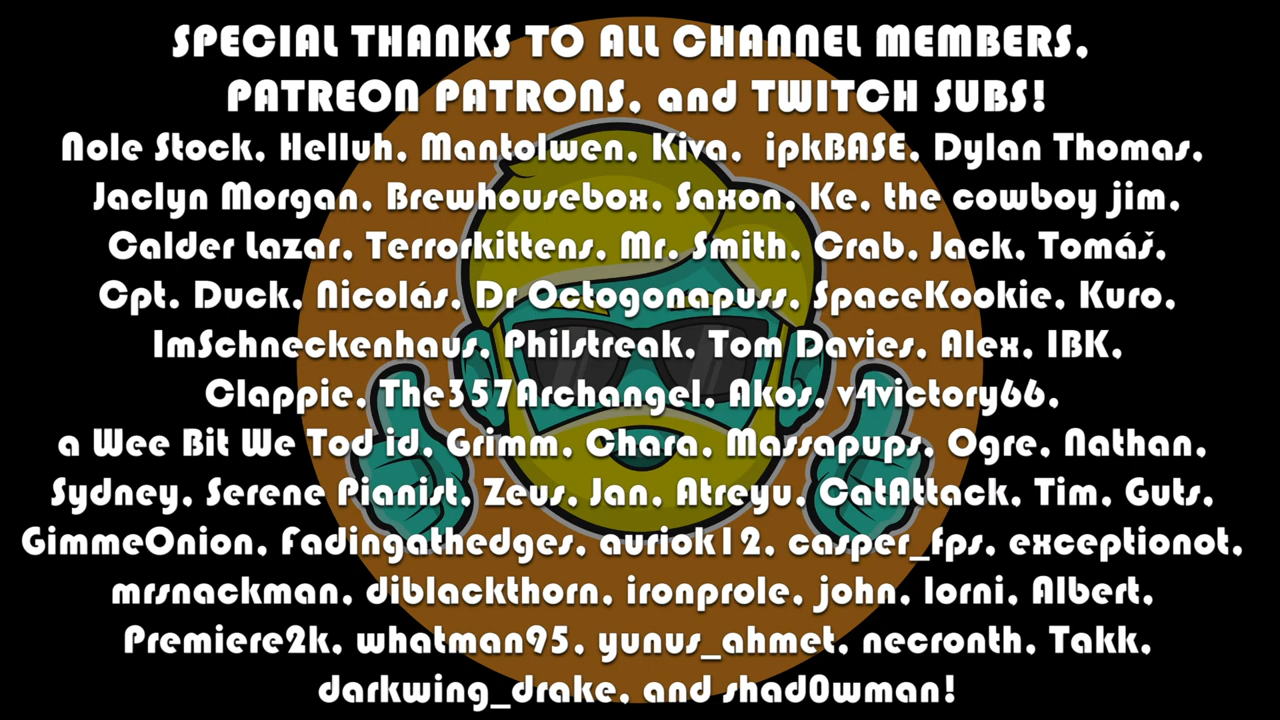 SPECIAL THANKS TO ALL CHANNEL MEMBERS,
PATREON PATRONS, and TWITCH SUBS!
Nole Stock, Helluh, Mantolwen, Kiva, ipkBASE, Dylan Thomas,
Jaclyn Morgan, Brewhousebox, Saxon, Ke, the cowboy jim,
Calder Lazar, Terrorkittens, Mr. Smith, Crab, Jack, Tomáš,
Cpt. Duck, Nicolás, Dr Octogonapuss, SpaceKookie, Kuro,
ImSchneckenhaus, Philstreak, Tom Davies, Alex, IBK,
Clappie, The357Archangel, Akos, v4victory66,
a Wee Bit We Tod id, Grimm, Chara, Massapups, Ogre, Nathan,
Sydney, Serene Pianist, Zeus, Jan, Atreyu, CatAttack, Tim, Guts,
GimmeOnion, Fadingathedges, auriok12, casper_fps, exceptionot,
mrsnackman, diblackthorn, ironprole, john, lorni, Albert,
Premiere2k, whatman95, yunus_ahmet, necronth, Takk,
darkwing_drake, and shad0wman!